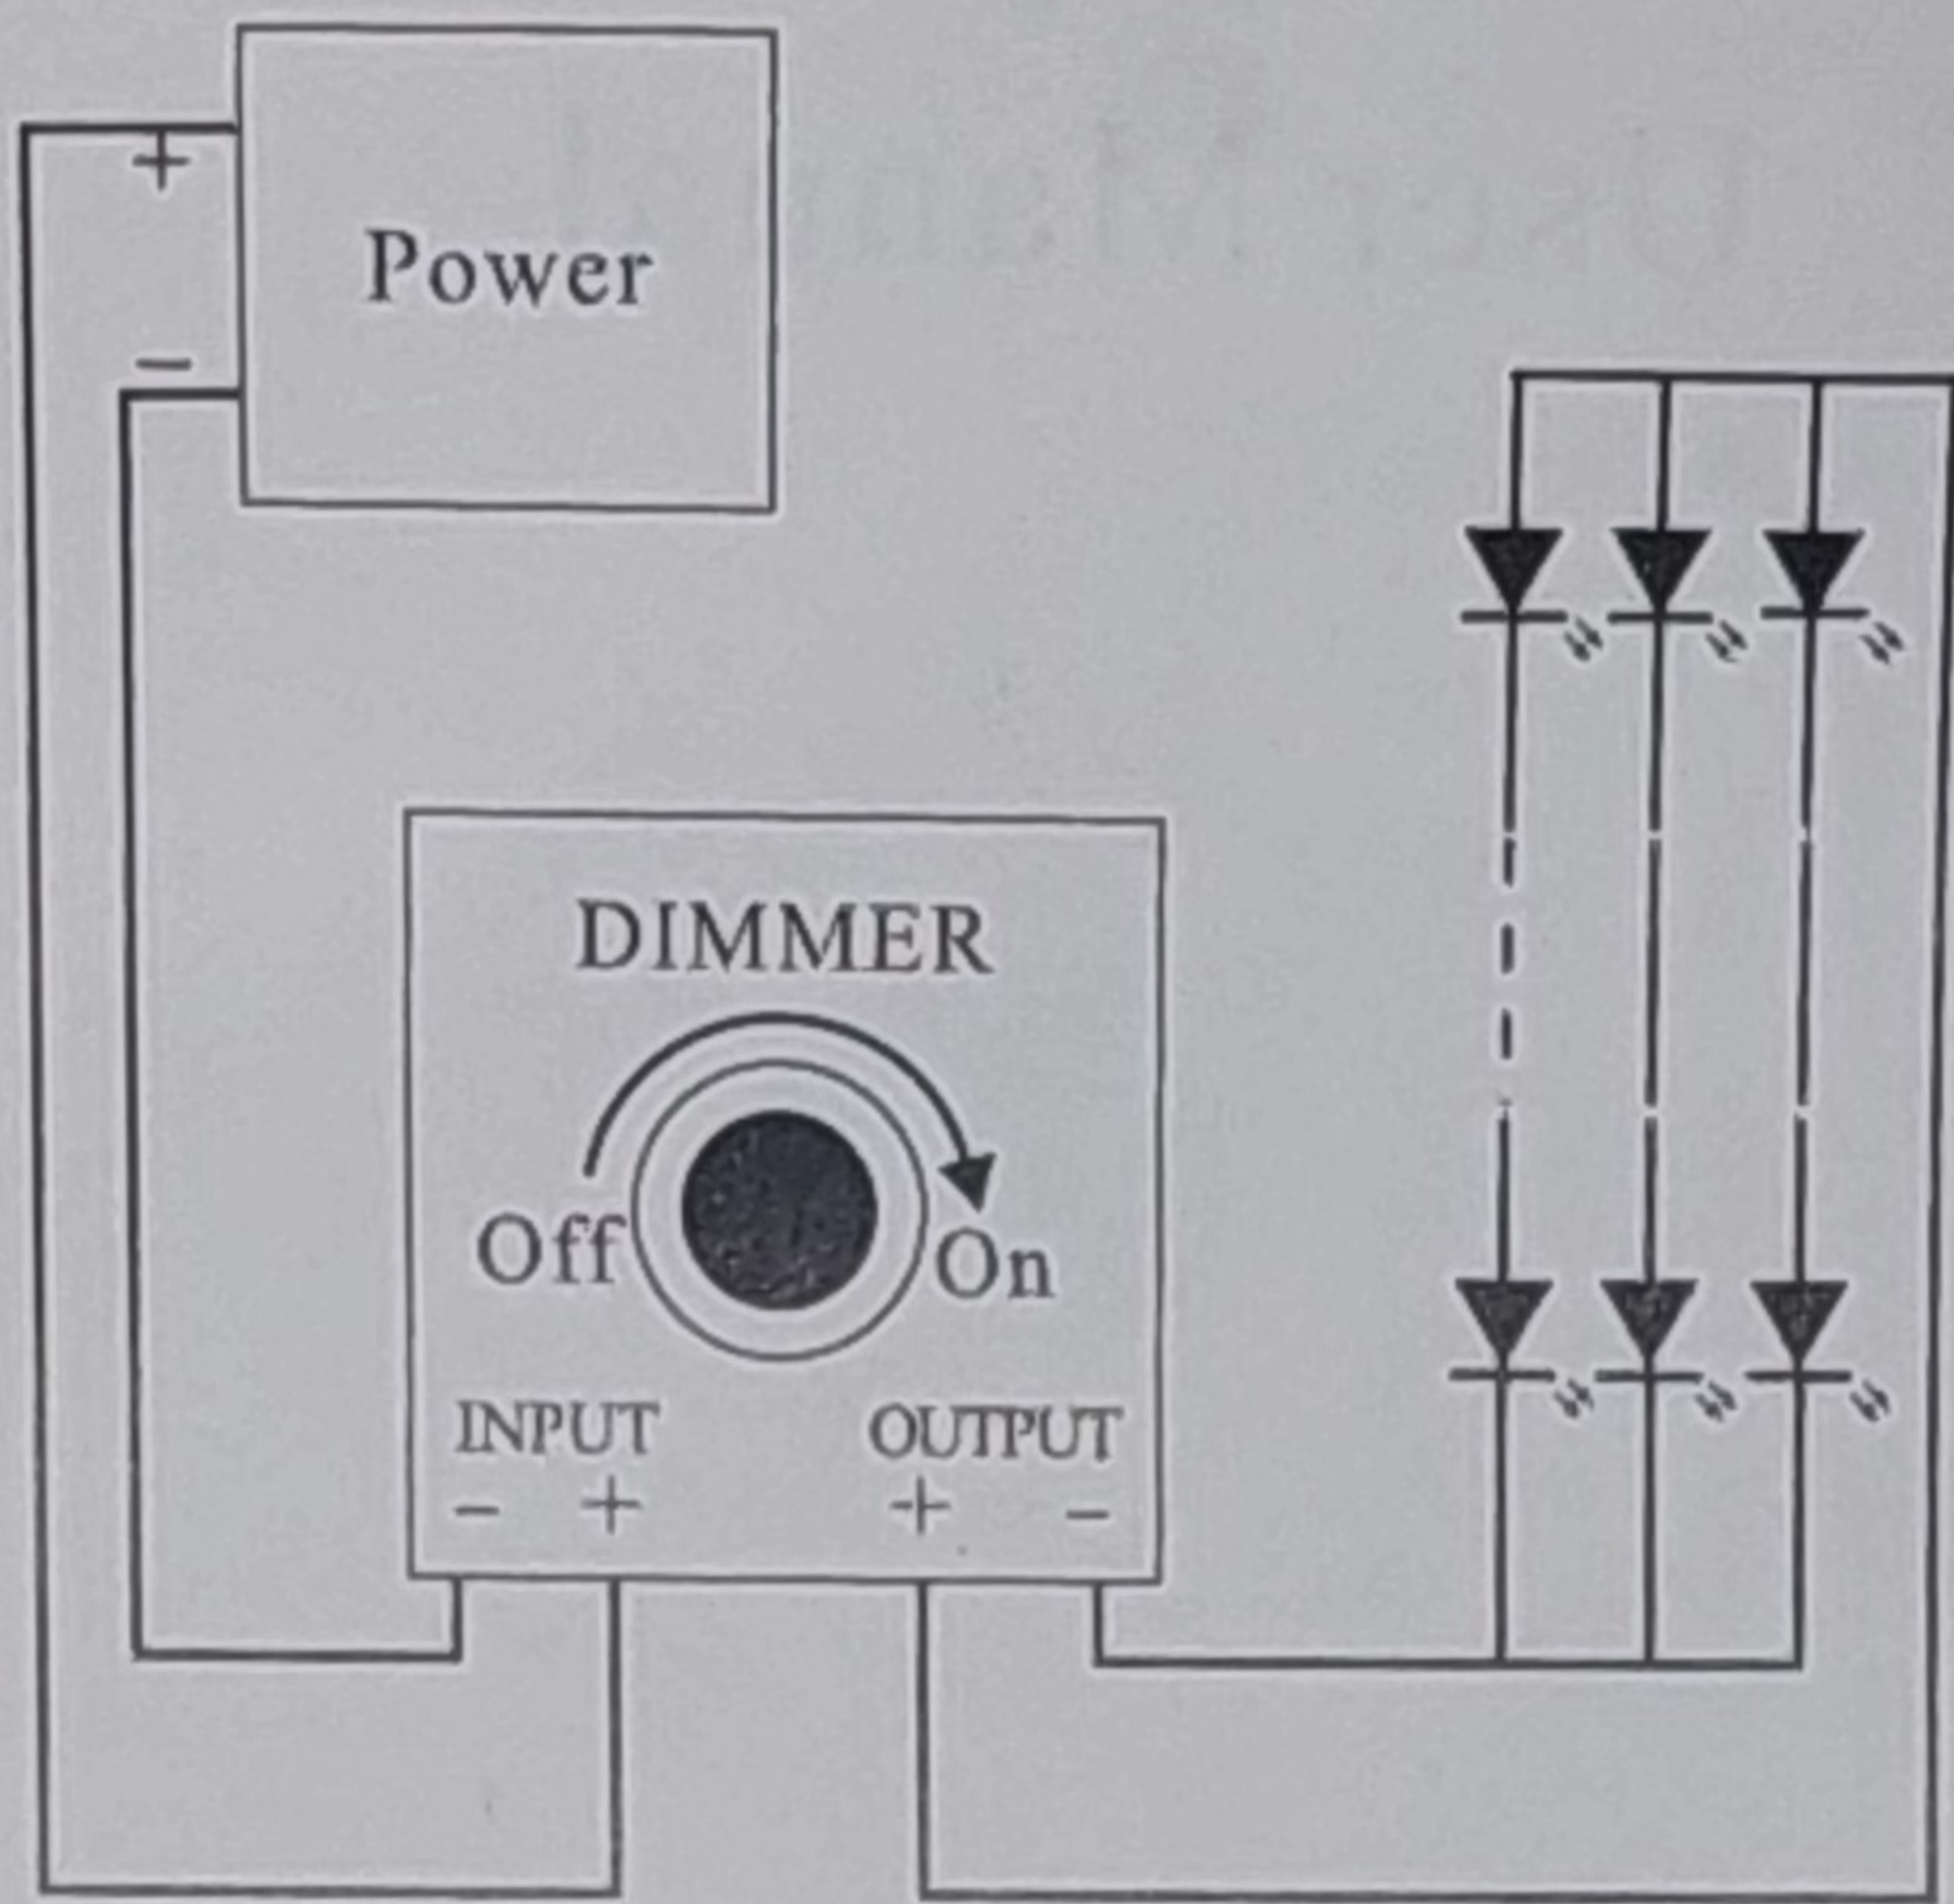 +
Power
−
DIMMER
Off On
INPUT OUTPUT
− + + −